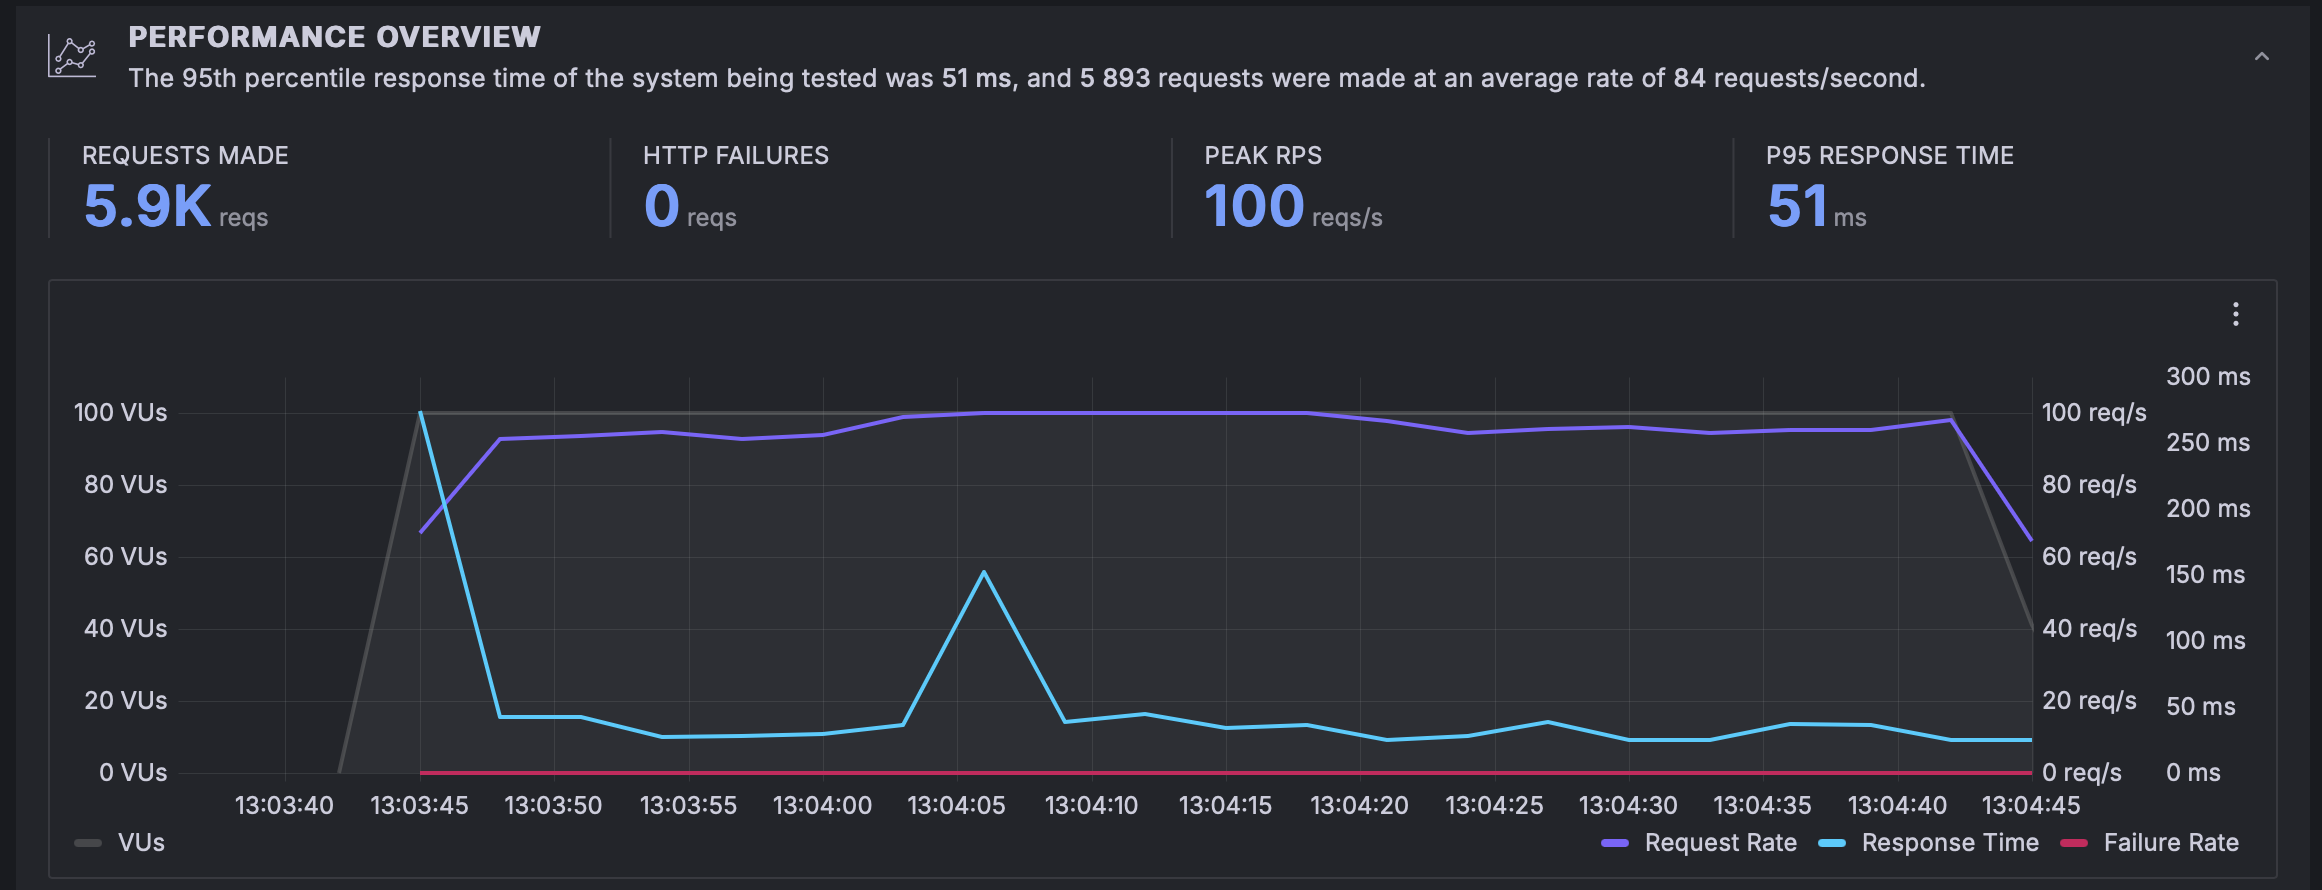 PERFORMANCE OVERVIEW
The 95th percentile response time of the system being tested was 51 ms, and 5 893 requests were made at an average rate of 84 requests/second.
REQUESTS MADE
5.9K reqs
HTTP FAILURES
0 reqs
PEAK RPS
100 reqs/s
P95 RESPONSE TIME
51 ms
100 VUs
80 VUs
60 VUs
40 VUs
20 VUs
0 VUs
100 req/s
80 req/s
60 req/s
40 req/s
20 req/s
0 req/s
300 ms
250 ms
200 ms
150 ms
100 ms
50 ms
0 ms
13:03:40 13:03:45 13:03:50 13:03:55 13:04:00 13:04:05 13:04:10 13:04:15 13:04:20 13:04:25 13:04:30 13:04:35 13:04:40 13:04:45
VUs
Request Rate Response Time Failure Rate